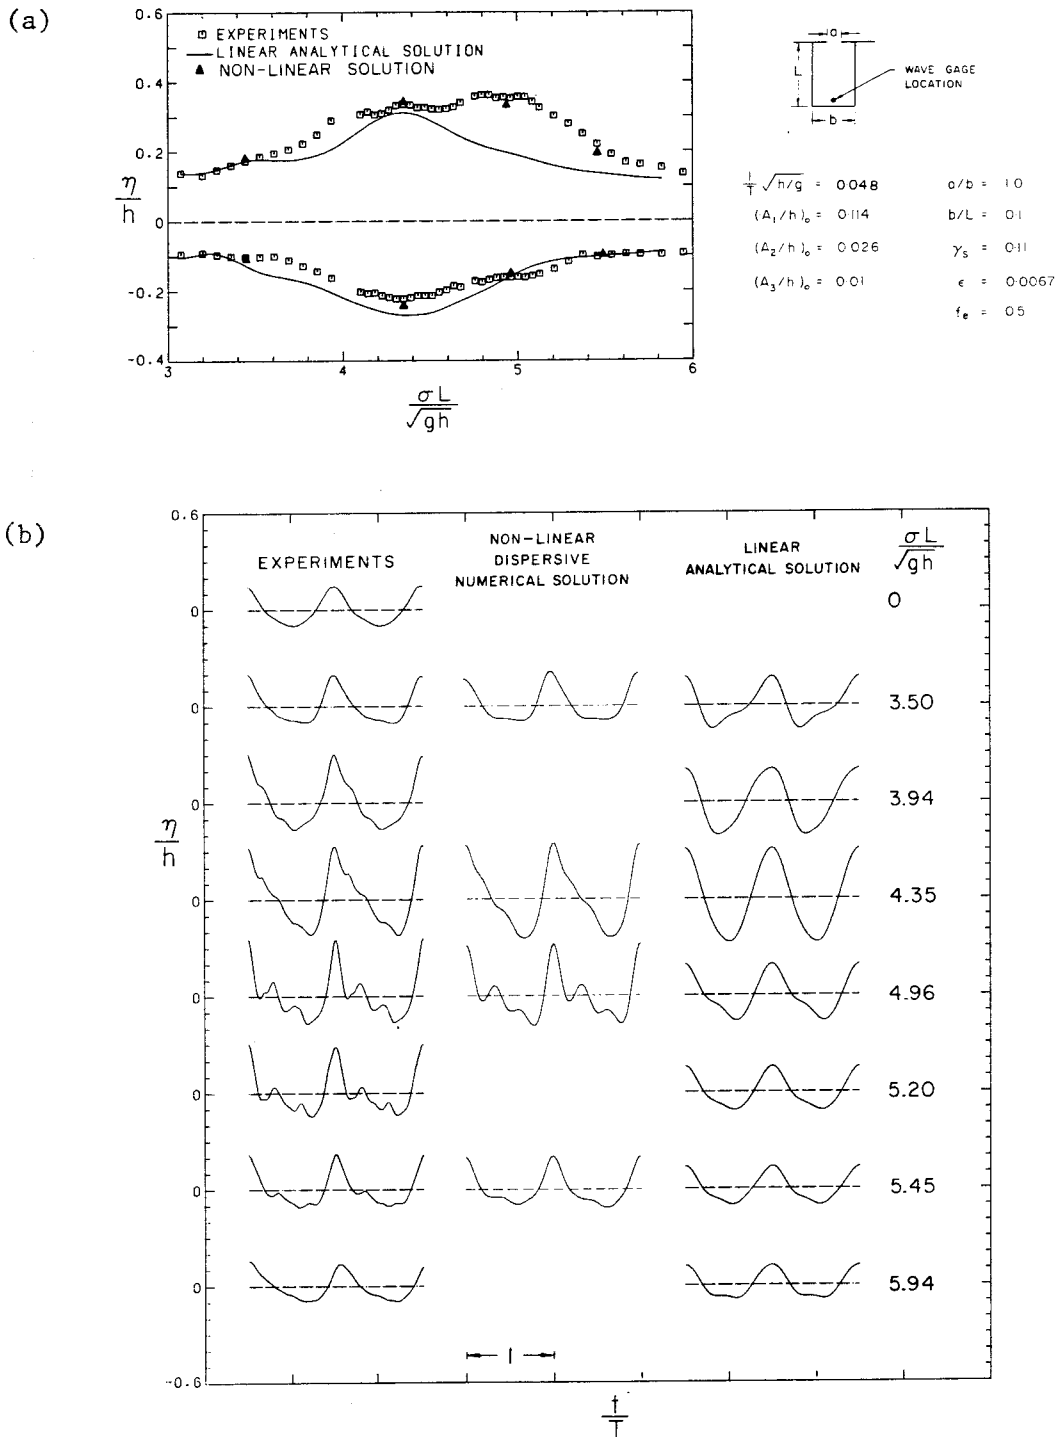 (a)
0.6
0.4
0.2
0
-0.2
-0.4
η/h
EXPERIMENTS
LINEAR ANALYTICAL SOLUTION
NON-LINEAR SOLUTION
3
4
5
6
σL/√gh
a
L
b
WAVE GAGE
LOCATION
1/T √h/g = 0.048
a/b = 1.0
(A₁/h)₀ = 0.114
b/L = 0.1
(A₂/h)₀ = 0.026
γₛ = 0.11
(A₃/h)₀ = 0.01
ϵ = 0.0067
fₑ = 0.5
(b)
0.6
EXPERIMENTS
NON-LINEAR
DISPERSIVE
NUMERICAL SOLUTION
LINEAR
ANALYTICAL SOLUTION
σL/√gh
0
0
0
3.50
0
3.94
η/h
0
4.35
0
4.96
0
5.20
0
5.45
0
5.94
1
-0.6
t/T